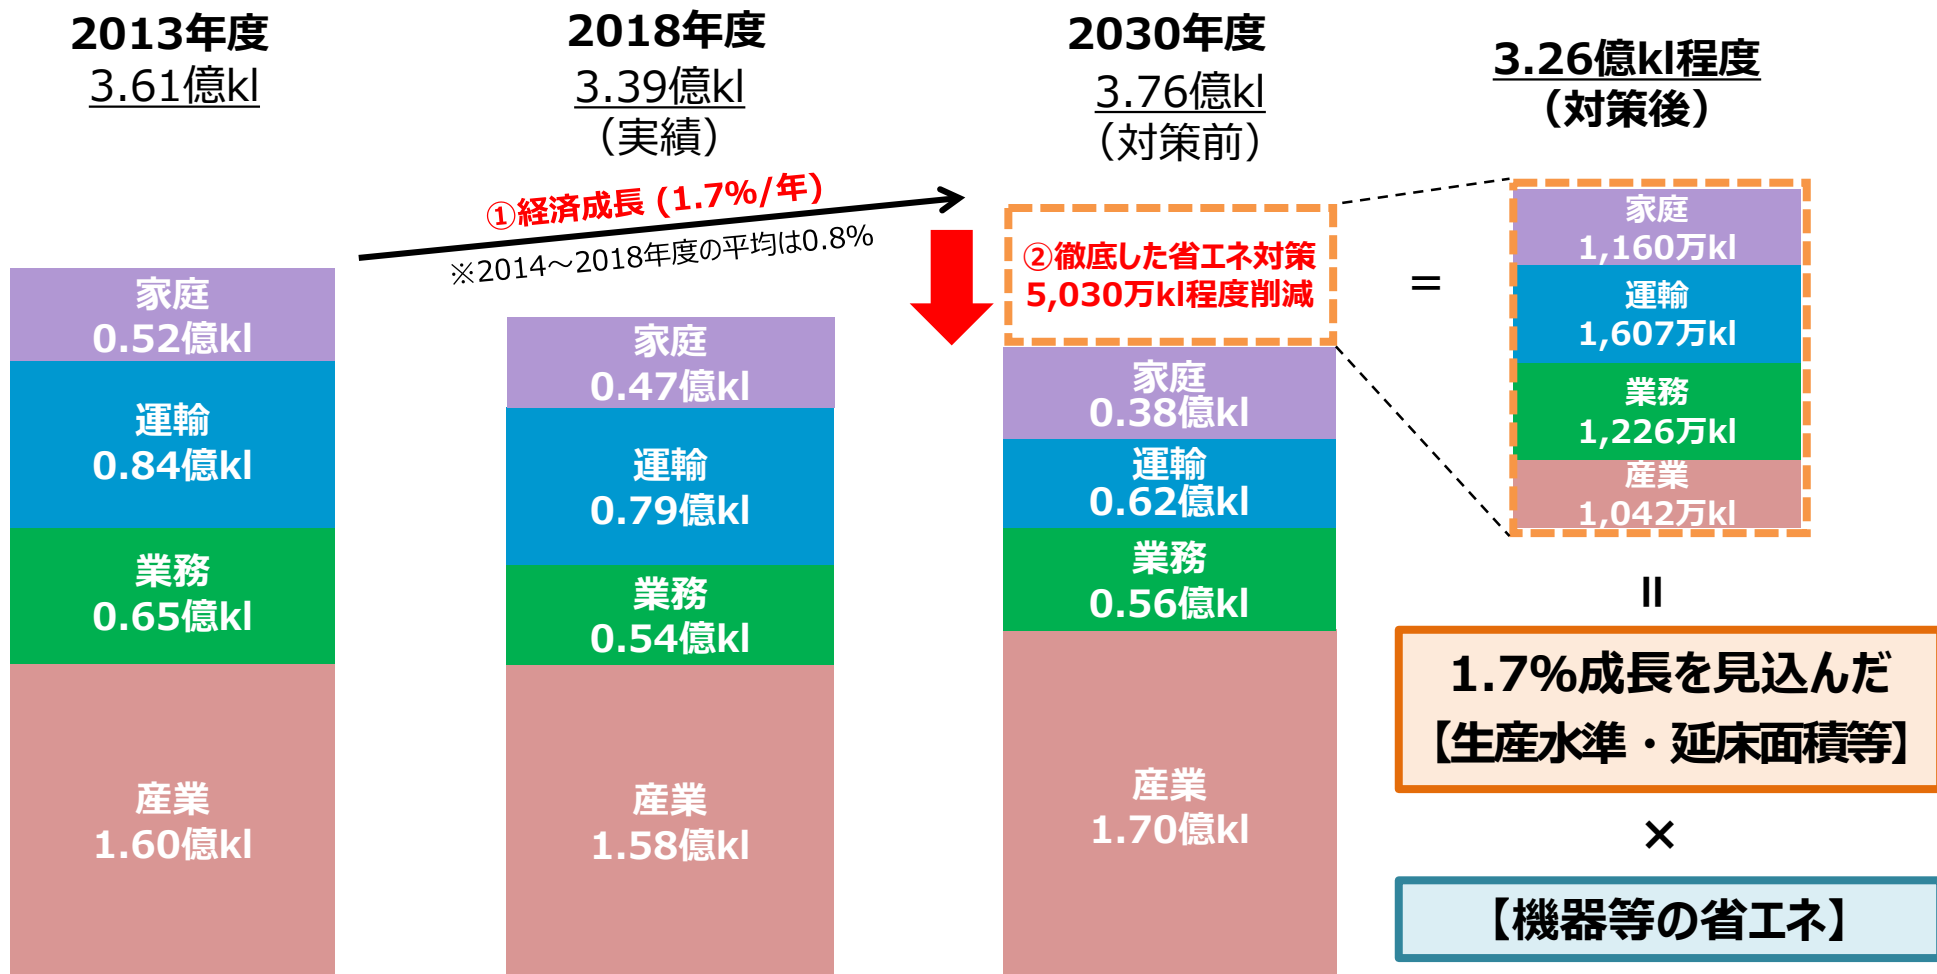 2013年度
3.61億kl
2018年度
3.39億kl
（実績）
2030年度
3.76億kl
（対策前）
3.26億kl程度
（対策後）
①経済成長 (1.7%/年)
※2014～2018年度の平均は0.8%
家庭
0.52億kl
運輸
0.84億kl
業務
0.65億kl
産業
1.60億kl
家庭
0.47億kl
運輸
0.79億kl
業務
0.54億kl
産業
1.58億kl
②徹底した省エネ対策
5,030万kl程度削減
家庭
0.38億kl
運輸
0.62億kl
業務
0.56億kl
産業
1.70億kl
＝
家庭
1,160万kl
運輸
1,607万kl
業務
1,226万kl
産業
1,042万kl
＝
1.7%成長を見込んだ
【生産水準・延床面積等】
×
【機器等の省エネ】